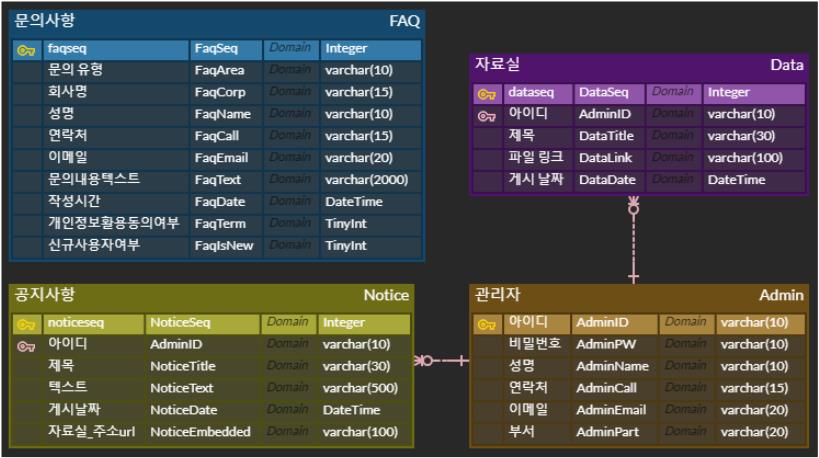 문의사항 FAQ
faqseq FaqSeq Domain Integer
문의 유형 FaqArea Domain varchar(10)
회사명 FaqCorp Domain varchar(15)
성명 FaqName Domain varchar(10)
연락처 FaqCall Domain varchar(15)
이메일 FaqEmail Domain varchar(20)
문의내용텍스트 FaqText Domain varchar(2000)
작성시간 FaqDate Domain DateTime
개인정보활용동의여부 FaqTerm Domain TinyInt
신규사용자여부 FaqIsNew Domain TinyInt
자료실 Data
dataseq DataSeq Domain Integer
아이디 AdminID Domain varchar(10)
제목 DataTitle Domain varchar(30)
파일 링크 DataLink Domain varchar(100)
게시 날짜 DataDate Domain DateTime
공지사항 Notice
noticeseq NoticeSeq Domain Integer
아이디 AdminID Domain varchar(10)
제목 NoticeTitle Domain varchar(30)
텍스트 NoticeText Domain varchar(500)
게시날짜 NoticeDate Domain DateTime
자료실_주소url NoticeEmbedded Domain varchar(100)
관리자 Admin
아이디 AdminID Domain varchar(10)
비밀번호 AdminPW Domain varchar(10)
성명 AdminName Domain varchar(10)
연락처 AdminCall Domain varchar(15)
이메일 AdminEmail Domain varchar(20)
부서 AdminPart Domain varchar(20)